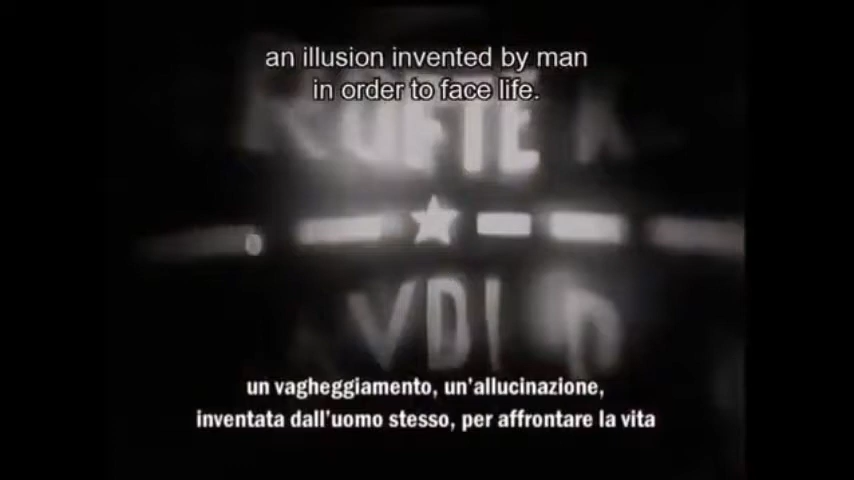 an illusion invented by man
in order to face life.
un vagheggiamento, un'allucinazione,
inventata dall'uomo stesso, per affrontare la vita